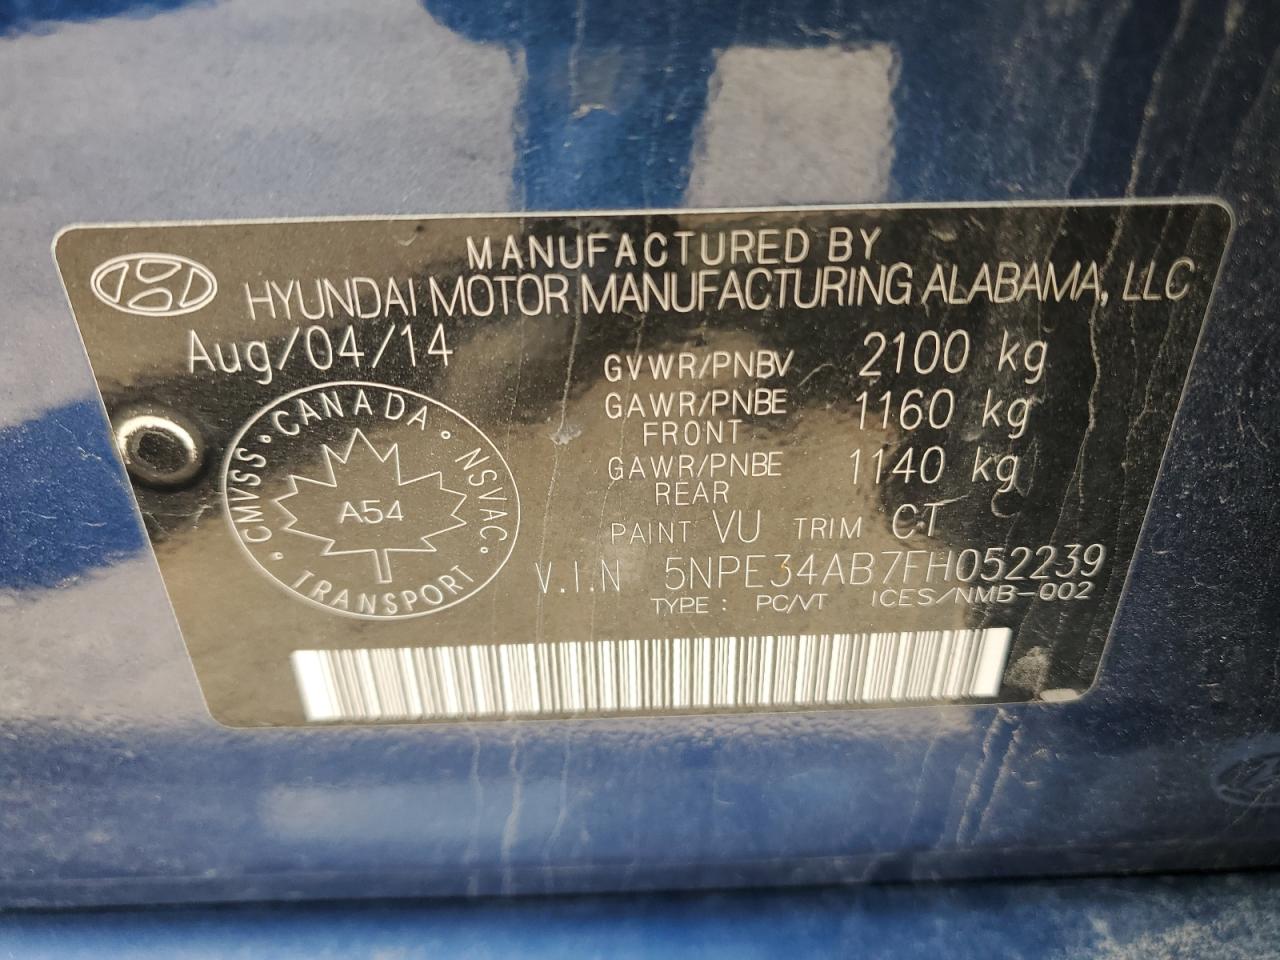 MANUFACTURED BY
HYUNDAI MOTOR MANUFACTURING ALABAMA, LLC
Aug/04/14
GVWR/PNBV 2100 kg
GAWR/PNBE FRONT 1160 kg
GAWR/PNBE REAR 1140 kg
CMVSS · CANADA · NSVAC ·
A54
TRANSPORT
PAINT VU TRIM CT
V.I.N 5NPE34AB7FH052239
TYPE : PC/VT ICES/NMB-002